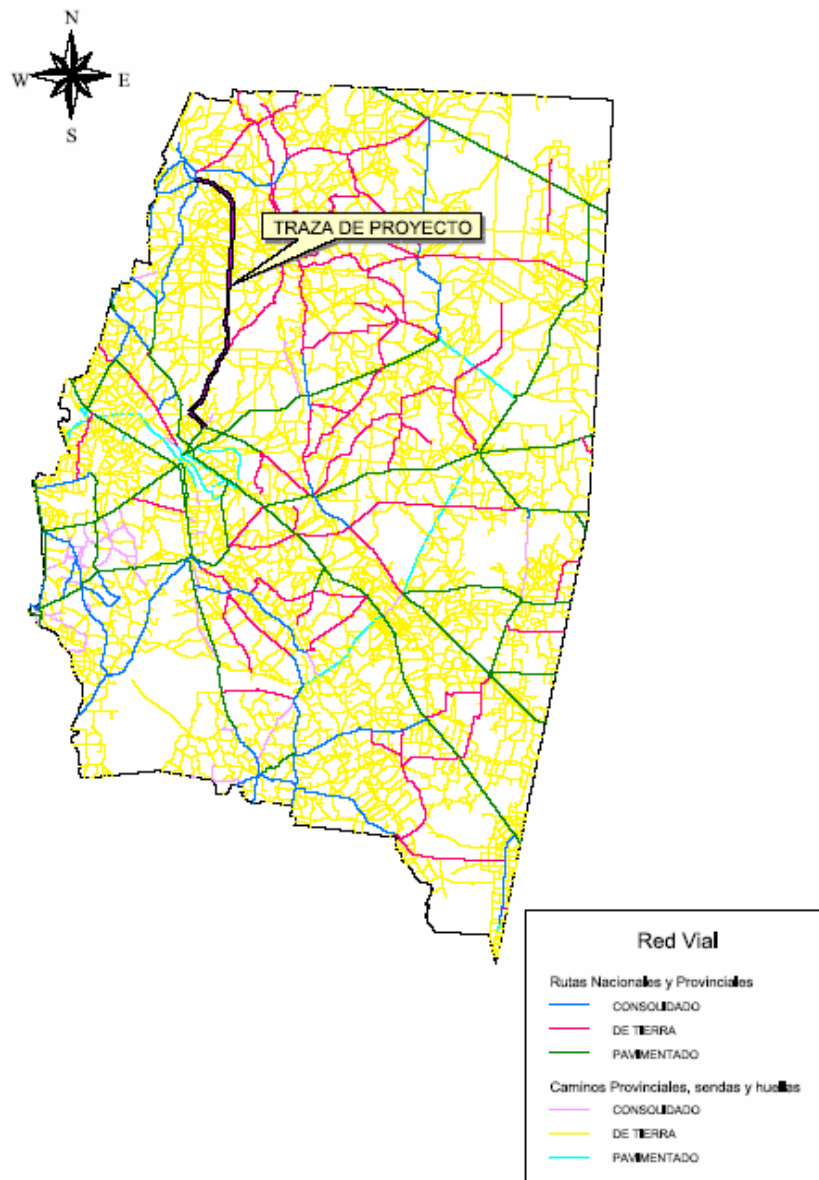 N
W E
S
TRAZA DE PROYECTO
Red Vial
Rutas Nacionales y Provinciales
CONSOLIDADO
DE TIERRA
PAVIMENTADO
Caminos Provinciales, sendas y huellas
CONSOLIDADO
DE TIERRA
PAVIMENTADO